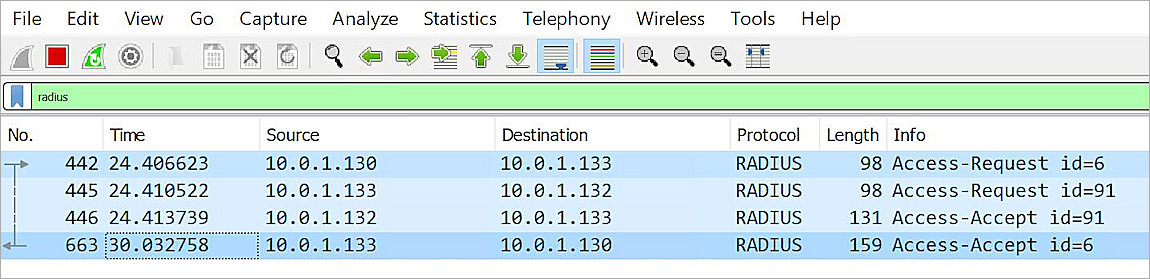 File Edit View Go Capture Analyze Statistics Telephony Wireless Tools Help
radius
No. Time Source Destination Protocol Length Info
442 24.406623 10.0.1.130 10.0.1.133 RADIUS 98 Access-Request id=6
445 24.410522 10.0.1.133 10.0.1.132 RADIUS 98 Access-Request id=91
446 24.413739 10.0.1.132 10.0.1.133 RADIUS 131 Access-Accept id=91
663 30.032758 10.0.1.133 10.0.1.130 RADIUS 159 Access-Accept id=6